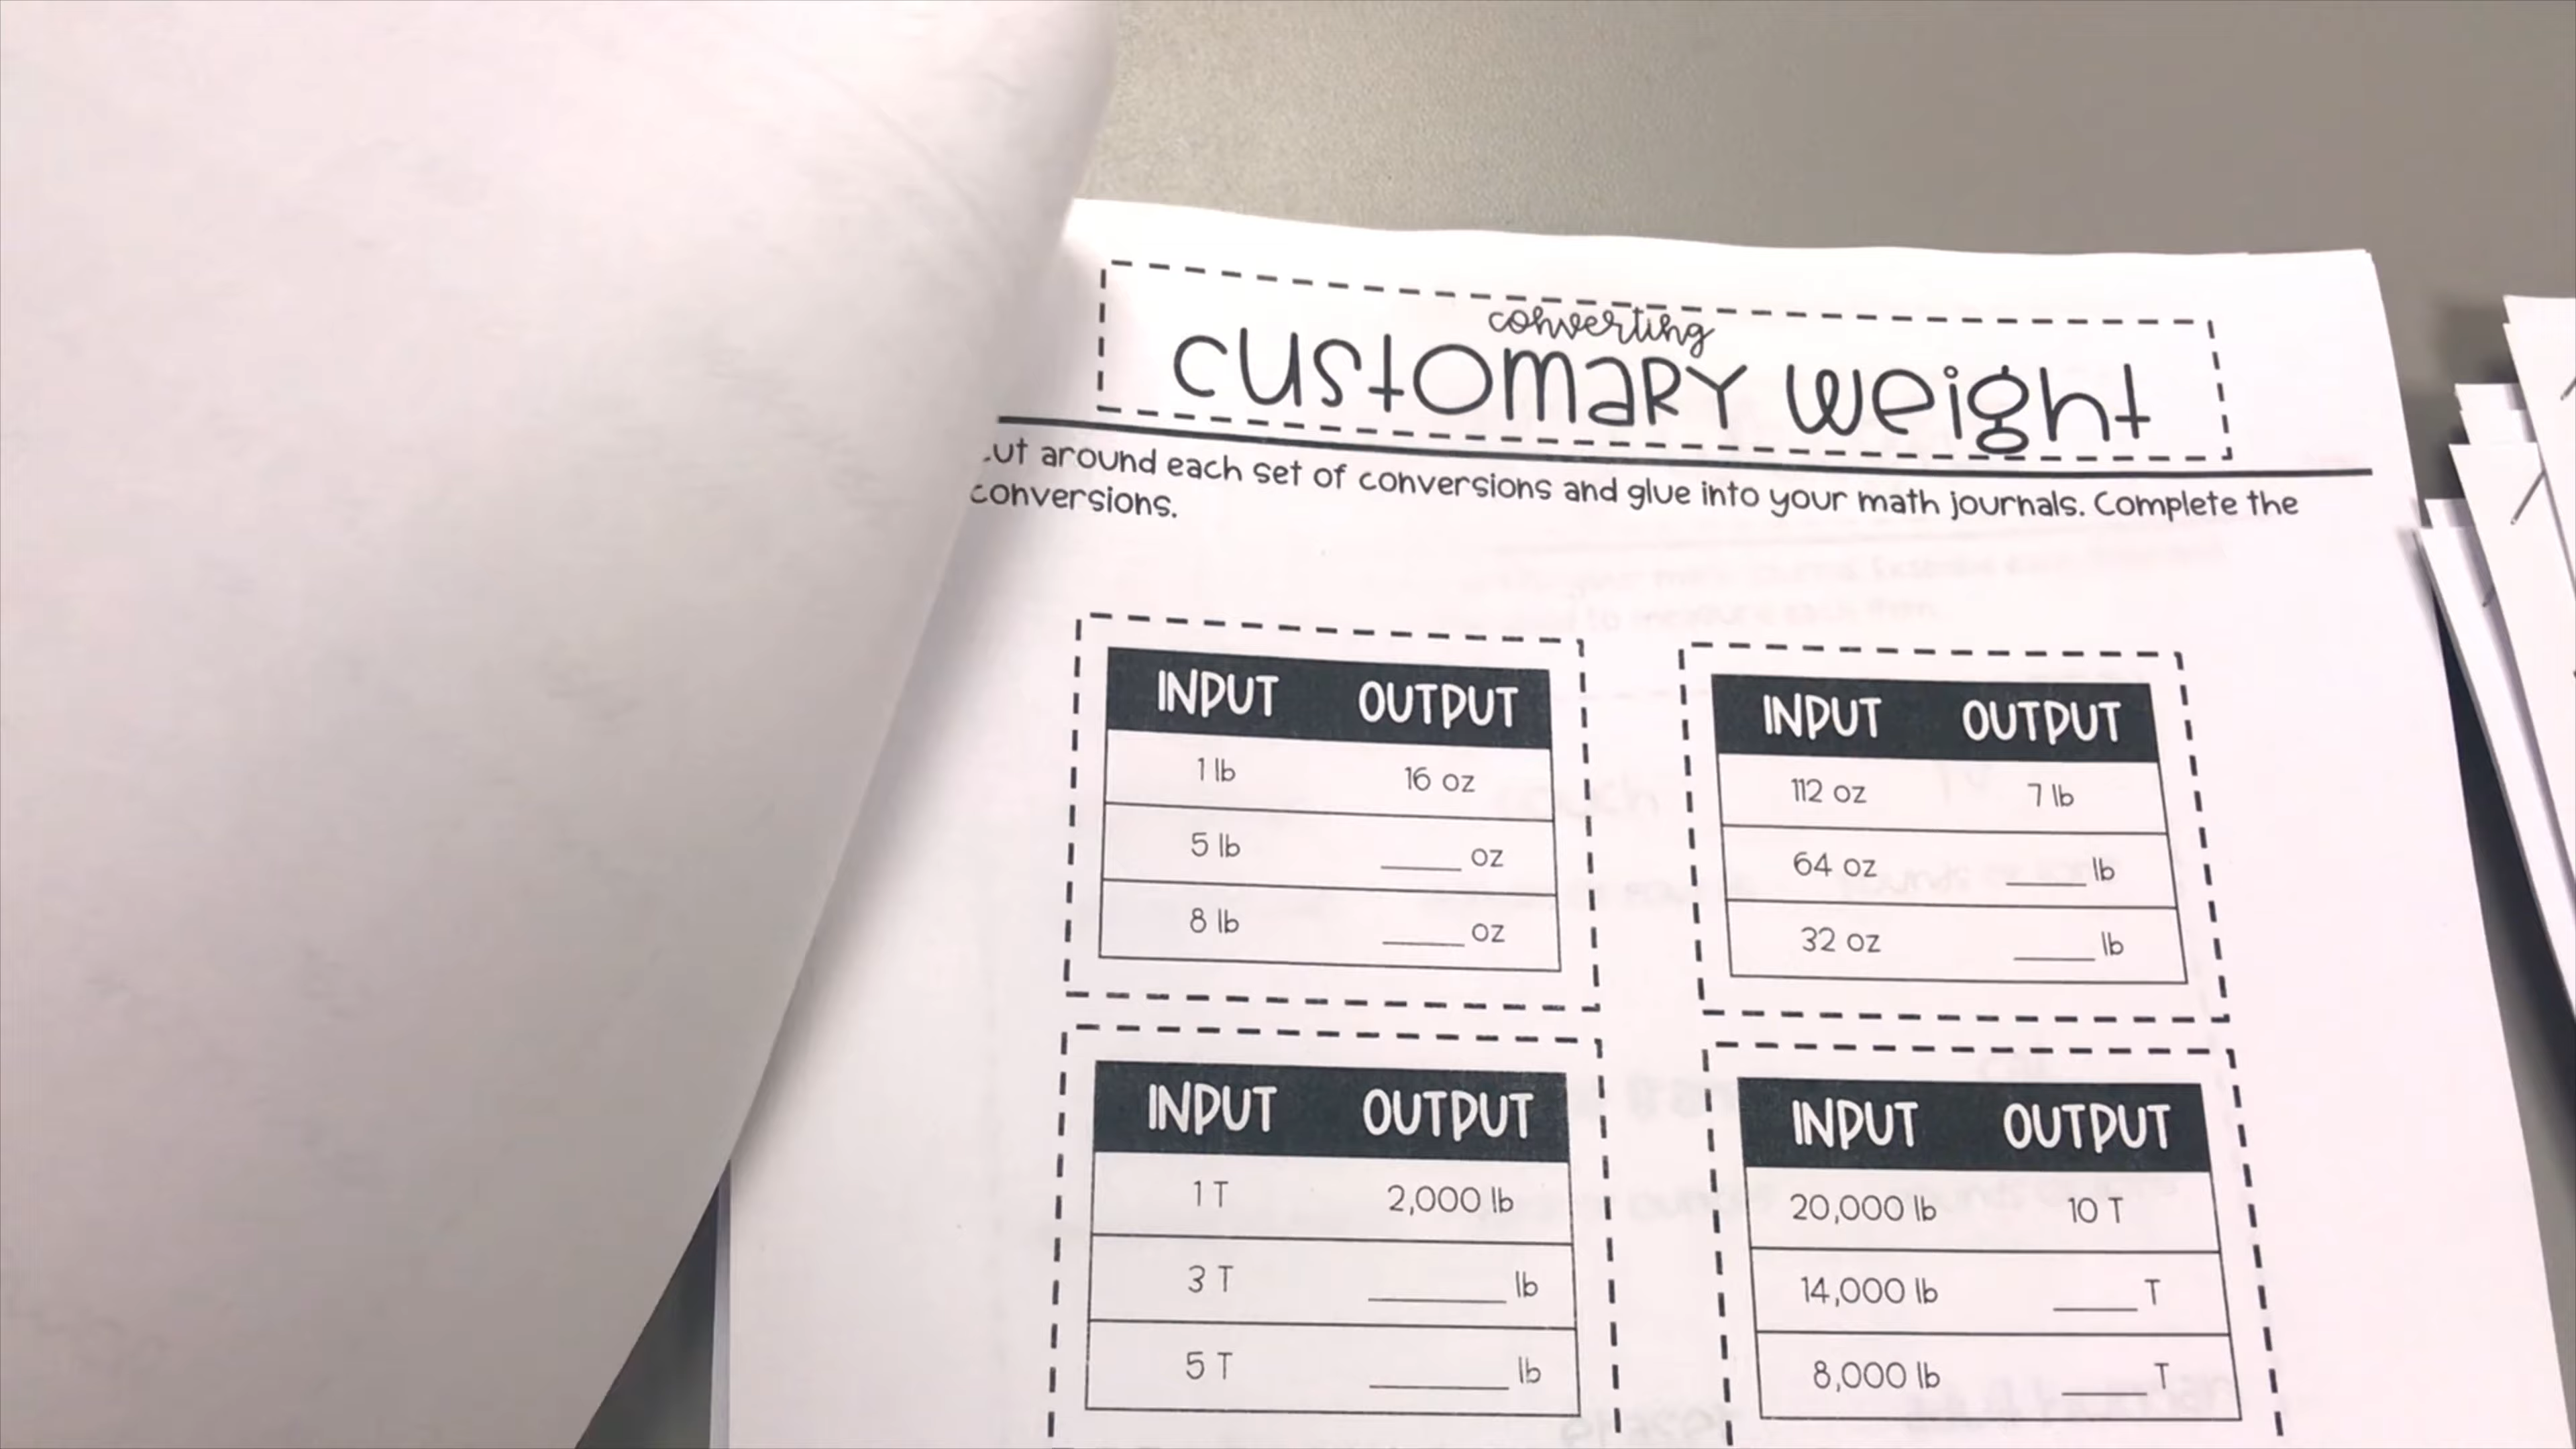 converting
customary weight
ut around each set of conversions and glue into your math journals. Complete the
conversions.
INPUT OUTPUT
1 lb 16 oz
5 lb ____ oz
8 lb ____ oz
INPUT OUTPUT
112 oz 7 lb
64 oz ____ lb
32 oz ____ lb
INPUT OUTPUT
1 T 2,000 lb
3 T ____ lb
5 T ____ lb
INPUT OUTPUT
20,000 lb 10 T
14,000 lb ____ T
8,000 lb ____ T